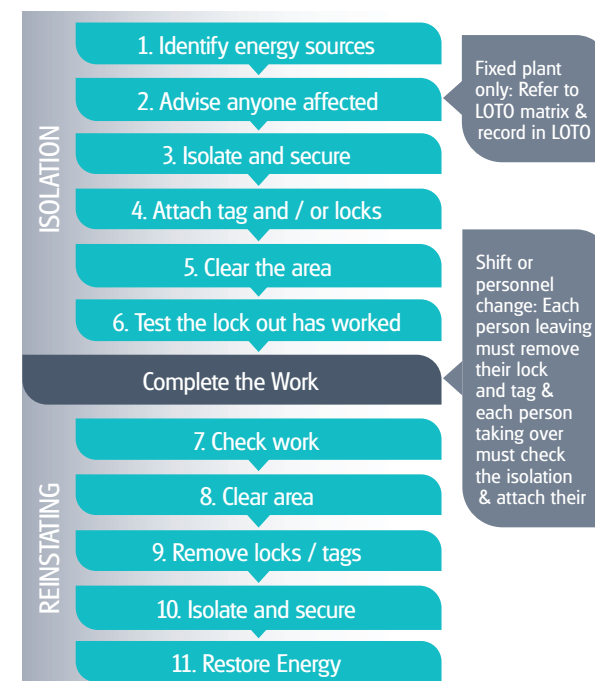 ISOLATION
1. Identify energy sources
2. Advise anyone affected
Fixed plant
only: Refer to
LOTO matrix &
record in LOTO
3. Isolate and secure
4. Attach tag and / or locks
5. Clear the area
6. Test the lock out has worked
Complete the Work
Shift or
personnel
change: Each
person leaving
must remove
their lock
and tag &
each person
taking over
must check
the isolation
& attach their
REINSTATING
7. Check work
8. Clear area
9. Remove locks / tags
10. Isolate and secure
11. Restore Energy